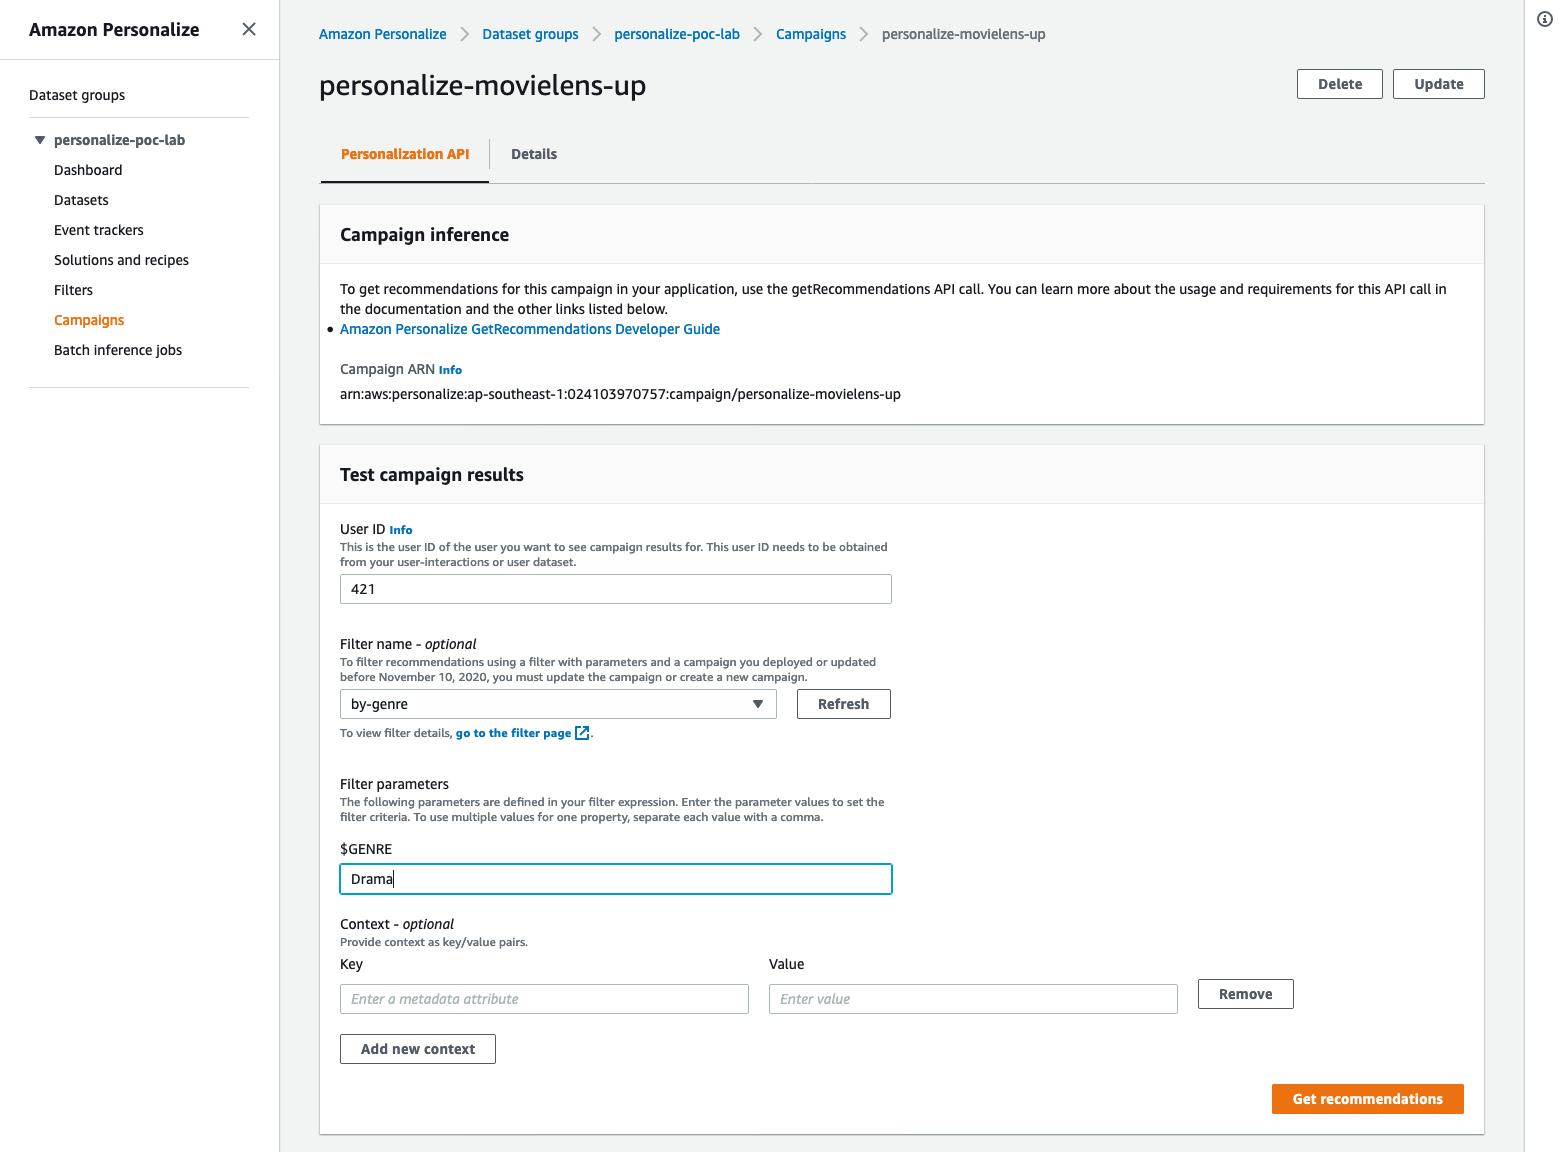 Amazon Personalize
Dataset groups
personalize-poc-lab
Dashboard
Datasets
Event trackers
Solutions and recipes
Filters
Campaigns
Batch inference jobs
Amazon Personalize Dataset groups personalize-poc-lab Campaigns personalize-movielens-up
personalize-movielens-up
Delete Update
Personalization API Details
Campaign inference
To get recommendations for this campaign in your application, use the getRecommendations API call. You can learn more about the usage and requirements for this API call in
the documentation and the other links listed below.
• Amazon Personalize GetRecommendations Developer Guide
Campaign ARN Info
arn:aws:personalize:ap-southeast-1:024103970757:campaign/personalize-movielens-up
Test campaign results
User ID Info
This is the user ID of the user you want to see campaign results for. This user ID needs to be obtained
from your user-interactions or user dataset.
421
Filter name - optional
To filter recommendations using a filter with parameters and a campaign you deployed or updated
before November 10, 2020, you must update the campaign or create a new campaign.
by-genre Refresh
To view filter details, go to the filter page.
Filter parameters
The following parameters are defined in your filter expression. Enter the parameter values to set the
filter criteria. To use multiple values for one property, separate each value with a comma.
$GENRE
Drama
Context - optional
Provide context as key/value pairs.
Key Value
Enter a metadata attribute Enter value Remove
Add new context
Get recommendations